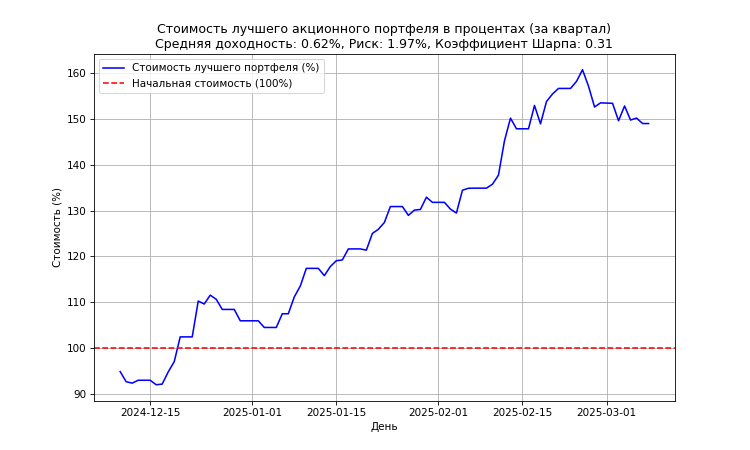 Стоимость лучшего акционного портфеля в процентах (за квартал)
Средняя доходность: 0.62%, Риск: 1.97%, Коэффициент Шарпа: 0.31
Стоимость лучшего портфеля (%)
Начальная стоимость (100%)
Стоимость (%)
160
150
140
130
120
110
100
90
2024-12-15
2025-01-01
2025-01-15
2025-02-01
2025-02-15
2025-03-01
День